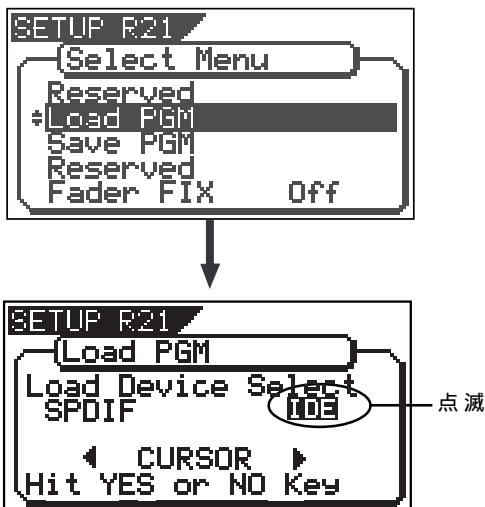 SETUP R21
Select Menu
Reserved
Load PGM
Save PGM
Reserved
Fader FIX Off
SETUP R21
Load PGM
Load Device Select
SPDIF IDE
点滅
◀ CURSOR ▶
Hit YES or NO Key